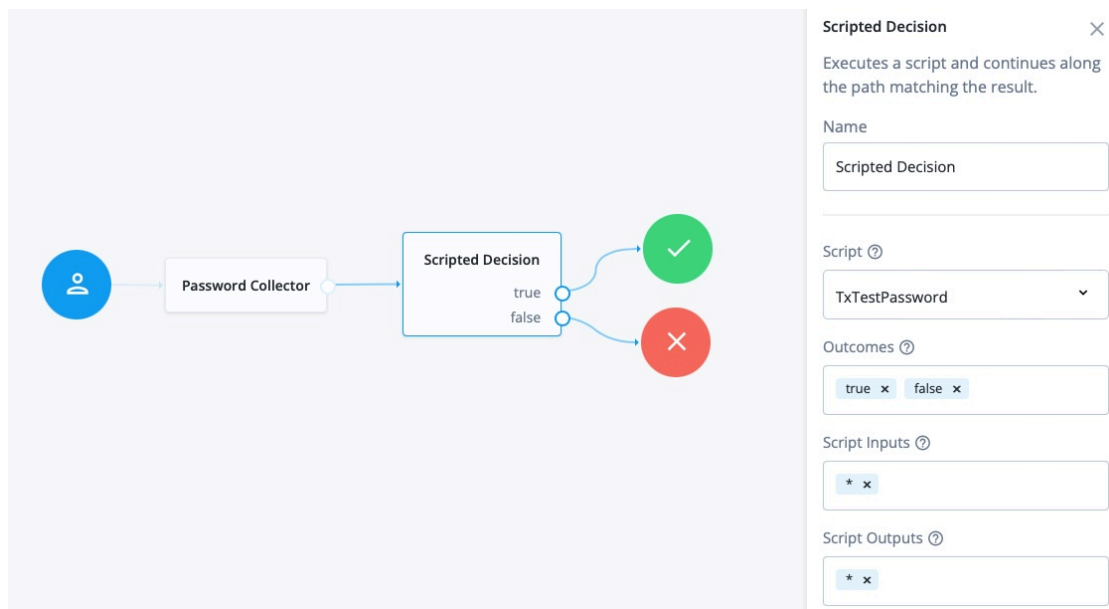 Password Collector
Scripted Decision
true
false
Scripted Decision
Executes a script and continues along
the path matching the result.
Name
Scripted Decision
Script
TxTestPassword
Outcomes
true × false ×
Script Inputs
* ×
Script Outputs
* ×